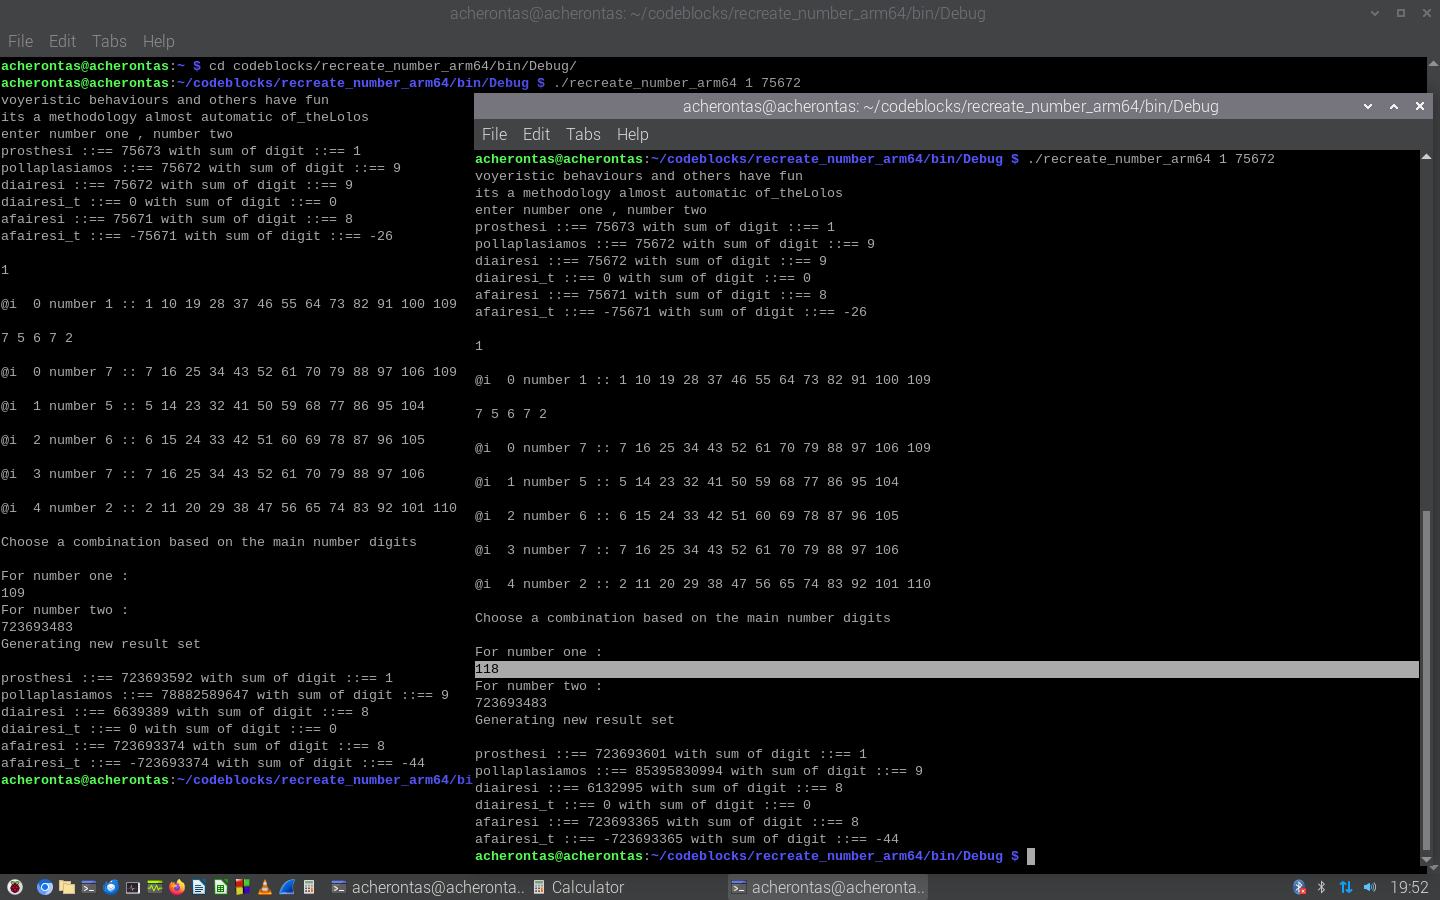 acherontas@acherontas: ~/codeblocks/recreate_number_arm64/bin/Debug
File Edit Tabs Help
acherontas@acherontas:~ $ cd codeblocks/recreate_number_arm64/bin/Debug/
acherontas@acherontas:~/codeblocks/recreate_number_arm64/bin/Debug $ ./recreate_number_arm64 1 75672
voyeristic behaviours and others have fun
its a methodology almost automatic of_theLolos
enter number one , number two
prosthesi ::== 75673 with sum of digit ::== 1
pollaplasiamos ::== 75672 with sum of digit ::== 9
diairesi ::== 75672 with sum of digit ::== 9
diairesi_t ::== 0 with sum of digit ::== 0
afairesi ::== 75671 with sum of digit ::== 8
afairesi_t ::== -75671 with sum of digit ::== -26
1
@i  0 number 1 :: 1 10 19 28 37 46 55 64 73 82 91 100 109
7 5 6 7 2
@i  0 number 7 :: 7 16 25 34 43 52 61 70 79 88 97 106 109
@i  1 number 5 :: 5 14 23 32 41 50 59 68 77 86 95 104
@i  2 number 6 :: 6 15 24 33 42 51 60 69 78 87 96 105
@i  3 number 7 :: 7 16 25 34 43 52 61 70 79 88 97 106
@i  4 number 2 :: 2 11 20 29 38 47 56 65 74 83 92 101 110
Choose a combination based on the main number digits
For number one :
109
For number two :
723693483
Generating new result set
prosthesi ::== 723693592 with sum of digit ::== 1
pollaplasiamos ::== 78882589647 with sum of digit ::== 9
diairesi ::== 6639389 with sum of digit ::== 8
diairesi_t ::== 0 with sum of digit ::== 0
afairesi ::== 723693374 with sum of digit ::== 8
afairesi_t ::== -723693374 with sum of digit ::== -44
acherontas@acherontas:~/codeblocks/recreate_number_arm64/bi
acherontas@acherontas: ~/codeblocks/recreate_number_arm64/bin/Debug
File Edit Tabs Help
acherontas@acherontas:~/codeblocks/recreate_number_arm64/bin/Debug $ ./recreate_number_arm64 1 75672
voyeristic behaviours and others have fun
its a methodology almost automatic of_theLolos
enter number one , number two
prosthesi ::== 75673 with sum of digit ::== 1
pollaplasiamos ::== 75672 with sum of digit ::== 9
diairesi ::== 75672 with sum of digit ::== 9
diairesi_t ::== 0 with sum of digit ::== 0
afairesi ::== 75671 with sum of digit ::== 8
afairesi_t ::== -75671 with sum of digit ::== -26
1
@i  0 number 1 :: 1 10 19 28 37 46 55 64 73 82 91 100 109
7 5 6 7 2
@i  0 number 7 :: 7 16 25 34 43 52 61 70 79 88 97 106 109
@i  1 number 5 :: 5 14 23 32 41 50 59 68 77 86 95 104
@i  2 number 6 :: 6 15 24 33 42 51 60 69 78 87 96 105
@i  3 number 7 :: 7 16 25 34 43 52 61 70 79 88 97 106
@i  4 number 2 :: 2 11 20 29 38 47 56 65 74 83 92 101 110
Choose a combination based on the main number digits
For number one :
118
For number two :
723693483
Generating new result set
prosthesi ::== 723693601 with sum of digit ::== 1
pollaplasiamos ::== 85395830994 with sum of digit ::== 9
diairesi ::== 6132995 with sum of digit ::== 8
diairesi_t ::== 0 with sum of digit ::== 0
afairesi ::== 723693365 with sum of digit ::== 8
afairesi_t ::== -723693365 with sum of digit ::== -44
acherontas@acherontas:~/codeblocks/recreate_number_arm64/bin/Debug $
acherontas@acheronta.. Calculator acherontas@acheronta.. 19:52